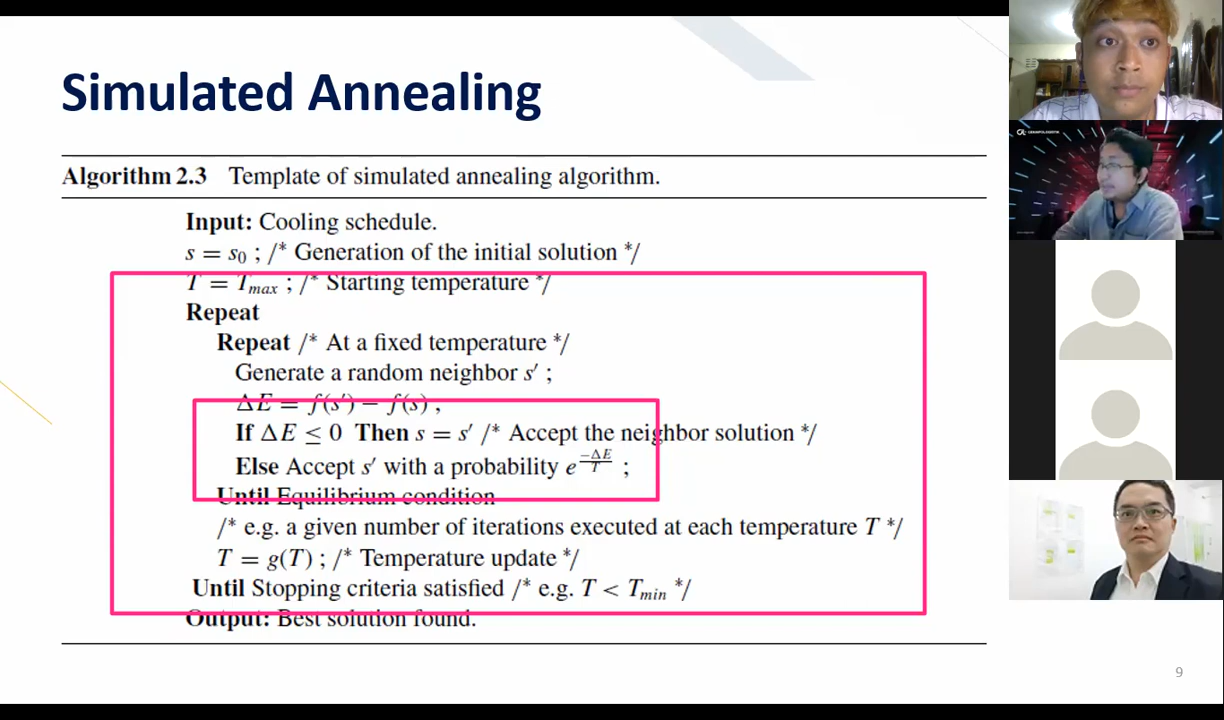 Simulated Annealing
Algorithm 2.3 Template of simulated annealing algorithm.
Input: Cooling schedule.
s = s₀ ; /* Generation of the initial solution */
T = Tₘₐₓ ; /* Starting temperature */
Repeat
Repeat /* At a fixed temperature */
Generate a random neighbor s′ ;
ΔE = f(s′) − f(s) ;
If ΔE ≤ 0 Then s = s′ /* Accept the neighbor solution */
Else Accept s′ with a probability e^(−ΔE/T) ;
Until Equilibrium condition
/* e.g. a given number of iterations executed at each temperature T */
T = g(T) ; /* Temperature update */
Until Stopping criteria satisfied /* e.g. T < Tₘᵢₙ */
Output: Best solution found.
9